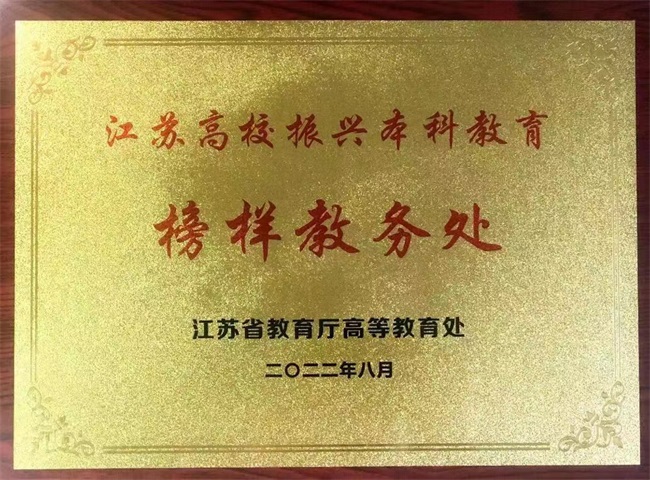 江苏高校振兴本科教育
榜样教务处
江苏省教育厅高等教育处
二〇二二年八月